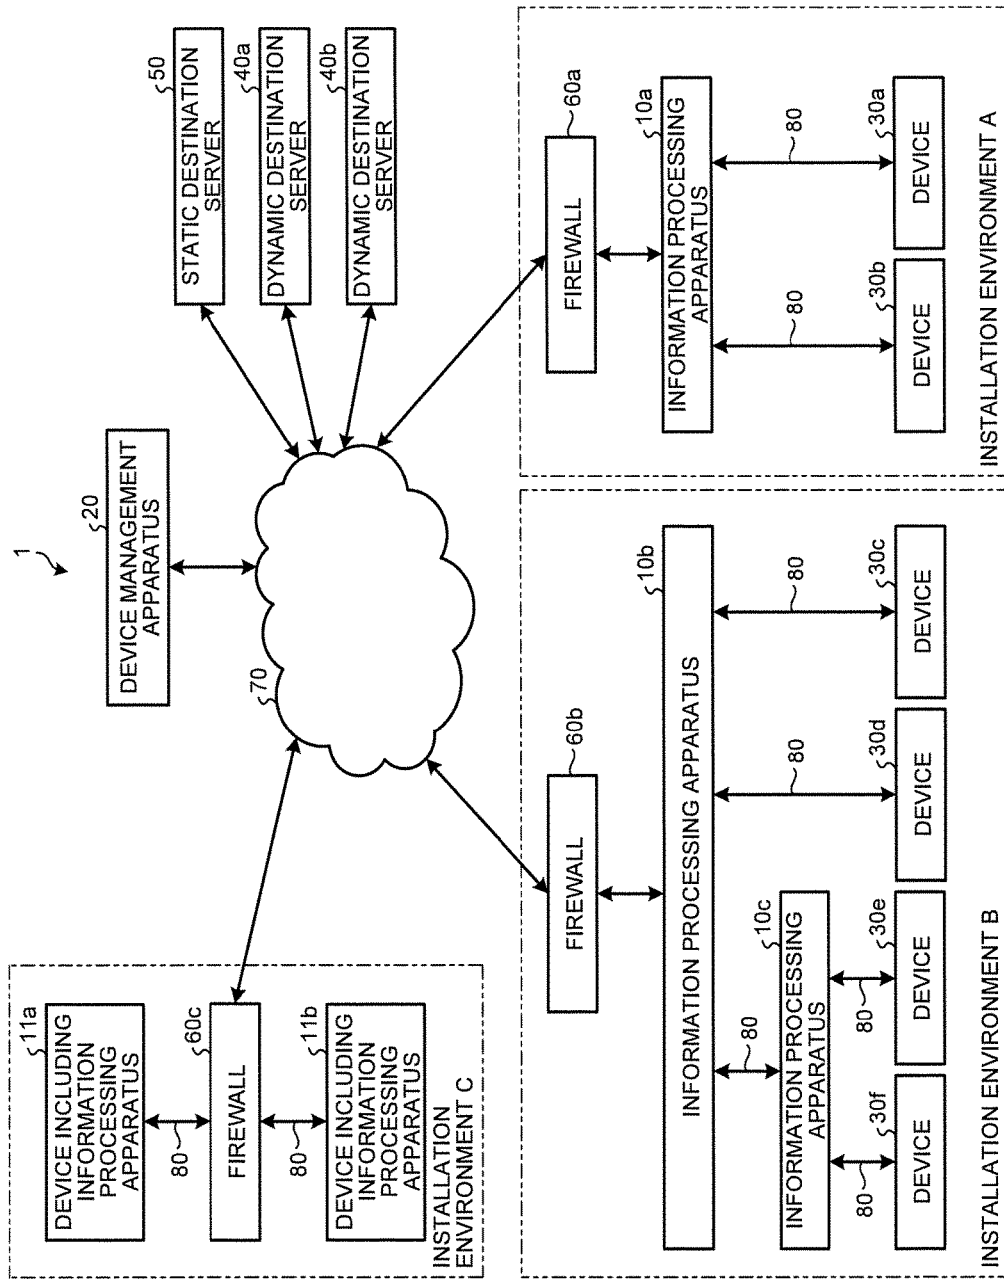 1
20
DEVICE MANAGEMENT
APPARATUS
50
STATIC DESTINATION
SERVER
40a
DYNAMIC DESTINATION
SERVER
40b
DYNAMIC DESTINATION
SERVER
70
11a
DEVICE INCLUDING
INFORMATION
PROCESSING
APPARATUS
80
60c
FIREWALL
80
11b
DEVICE INCLUDING
INFORMATION
PROCESSING
APPARATUS
INSTALLATION
ENVIRONMENT C
60b
FIREWALL
10b
INFORMATION PROCESSING APPARATUS
80
10c
INFORMATION PROCESSING
APPARATUS
80
80
80
80
30f
DEVICE
30e
DEVICE
30d
DEVICE
30c
DEVICE
INSTALLATION ENVIRONMENT B
60a
FIREWALL
10a
INFORMATION PROCESSING
APPARATUS
80
80
30b
DEVICE
30a
DEVICE
INSTALLATION ENVIRONMENT A